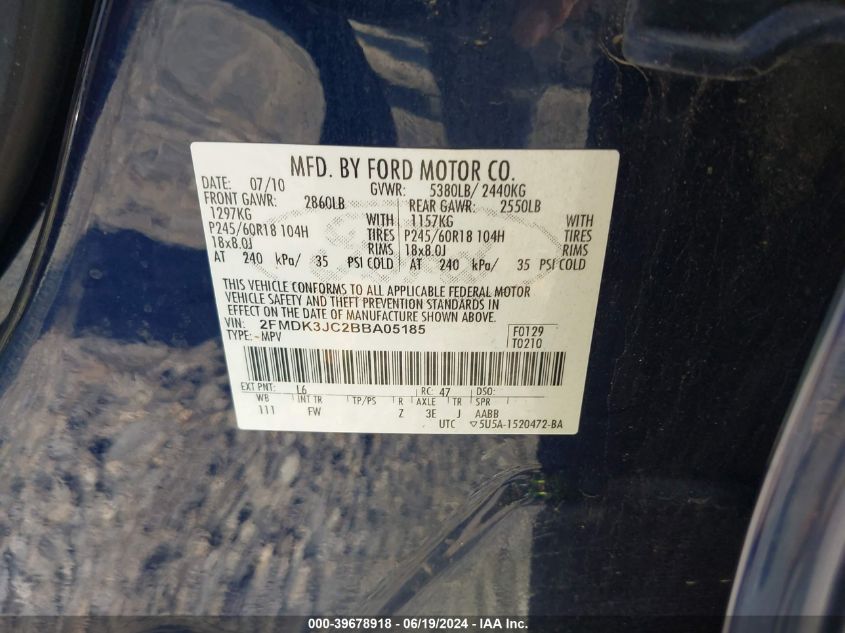 MFD. BY FORD MOTOR CO.
DATE: 07/10 GVWR: 5380LB/ 2440KG
FRONT GAWR: 2860LB REAR GAWR: 2550LB
1297KG WITH 1157KG WITH
P245/60R18 104H TIRES P245/60R18 104H TIRES
18x8.0J RIMS 18x8.0J RIMS
AT 240 kPa/ 35 PSI COLD AT 240 kPa/ 35 PSI COLD
THIS VEHICLE CONFORMS TO ALL APPLICABLE FEDERAL MOTOR
VEHICLE SAFETY AND THEFT PREVENTION STANDARDS IN
EFFECT ON THE DATE OF MANUFACTURE SHOWN ABOVE.
VIN: 2FMDK3JC2BBA05185 F0129
TYPE: -MPV T0210
EXT PNT: L6 RC: 47 DSO:
WB INT TR TP/PS R AXLE TR SPR
111 FW Z 3E J AABB
UTC ▽5U5A-1520472-BA
000-39678918 - 06/19/2024 - IAA Inc.